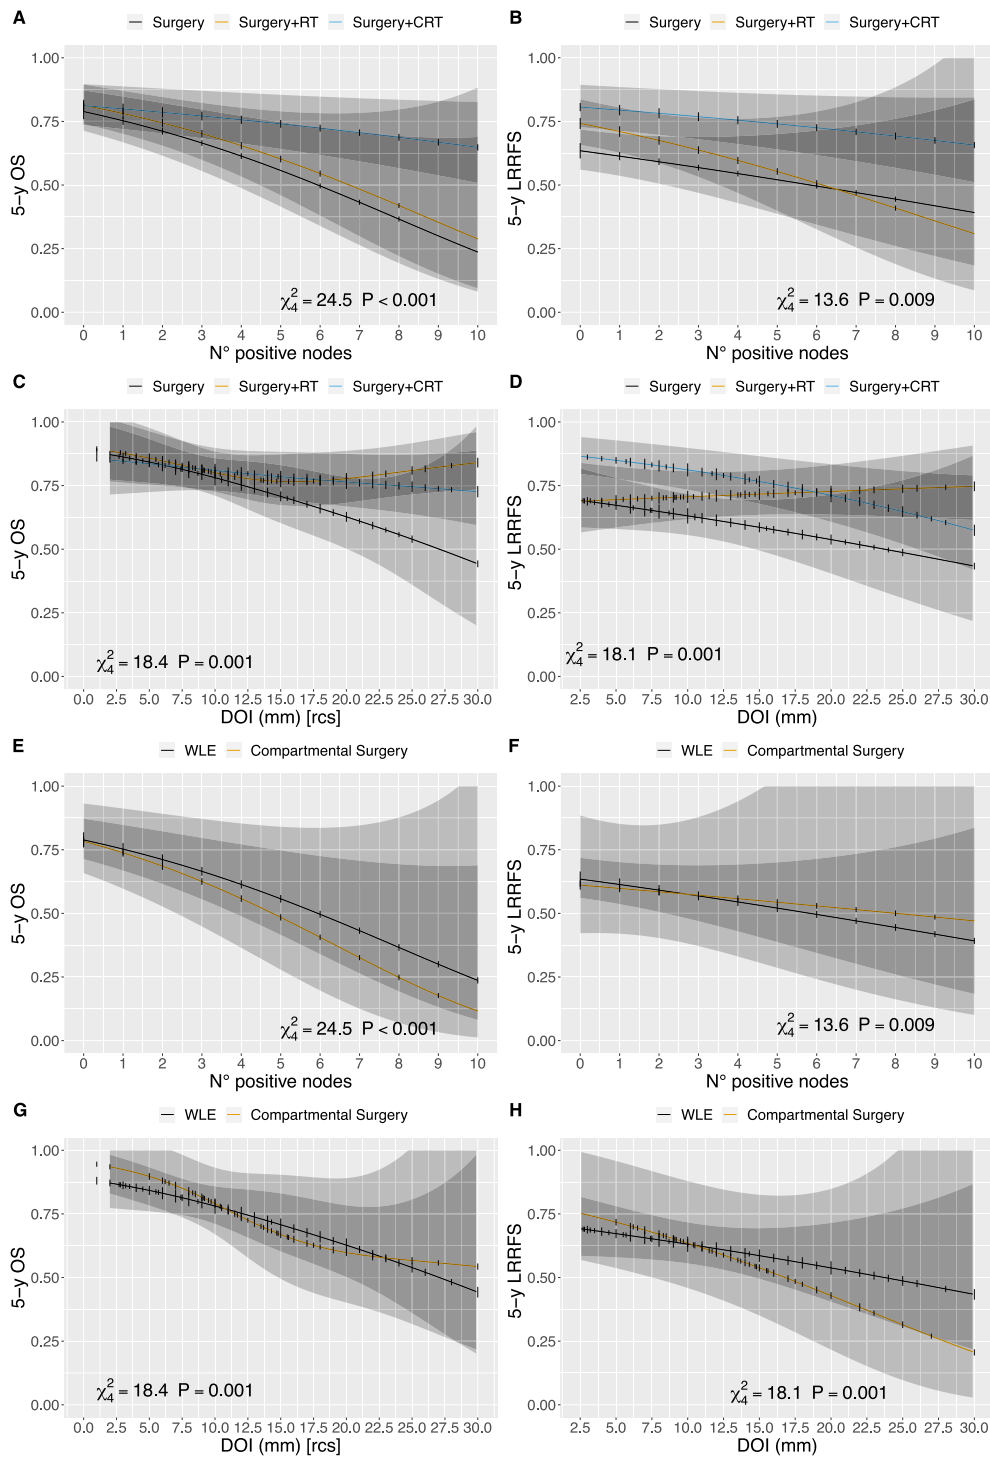 A
Surgery Surgery+RT Surgery+CRT
1.00
0.75
0.50
0.25
0.00
5−y OS
χ²₄ = 24.5 P < 0.001
0 1 2 3 4 5 6 7 8 9 10
N° positive nodes
B
Surgery Surgery+RT Surgery+CRT
1.00
0.75
0.50
0.25
0.00
5−y LRRFS
χ²₄ = 13.6 P = 0.009
0 1 2 3 4 5 6 7 8 9 10
N° positive nodes
C
Surgery Surgery+RT Surgery+CRT
1.00
0.75
0.50
0.25
0.00
5−y OS
χ²₄ = 18.4 P = 0.001
0.0 2.5 5.0 7.5 10.0 12.5 15.0 17.5 20.0 22.5 25.0 27.5 30.0
DOI (mm) [rcs]
D
Surgery Surgery+RT Surgery+CRT
1.00
0.75
0.50
0.25
0.00
5−y LRRFS
χ²₄ = 18.1 P = 0.001
2.5 5.0 7.5 10.0 12.5 15.0 17.5 20.0 22.5 25.0 27.5 30.0
DOI (mm)
E
WLE Compartmental Surgery
1.00
0.75
0.50
0.25
0.00
5−y OS
χ²₄ = 24.5 P < 0.001
0 1 2 3 4 5 6 7 8 9 10
N° positive nodes
F
WLE Compartmental Surgery
1.00
0.75
0.50
0.25
0.00
5−y LRRFS
χ²₄ = 13.6 P = 0.009
0 1 2 3 4 5 6 7 8 9 10
N° positive nodes
G
WLE Compartmental Surgery
1.00
0.75
0.50
0.25
0.00
5−y OS
χ²₄ = 18.4 P = 0.001
0.0 2.5 5.0 7.5 10.0 12.5 15.0 17.5 20.0 22.5 25.0 27.5 30.0
DOI (mm) [rcs]
H
WLE Compartmental Surgery
1.00
0.75
0.50
0.25
0.00
5−y LRRFS
χ²₄ = 18.1 P = 0.001
2.5 5.0 7.5 10.0 12.5 15.0 17.5 20.0 22.5 25.0 27.5 30.0
DOI (mm)